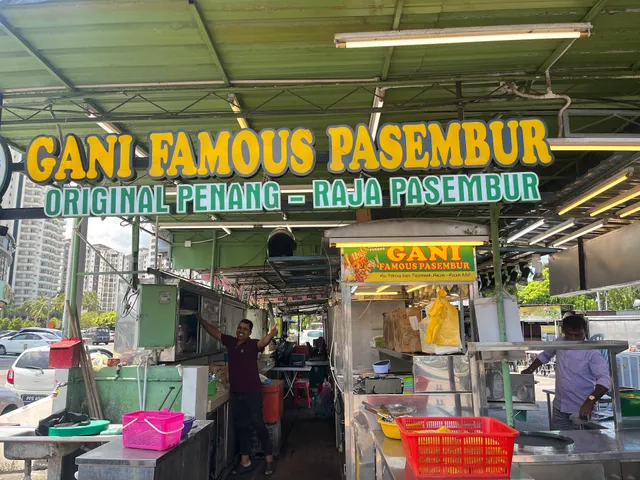 GANI FAMOUS PASEMBUR
ORIGINAL PENANG - RAJA PASEMBUR
GANI
FAMOUS PASEMBUR